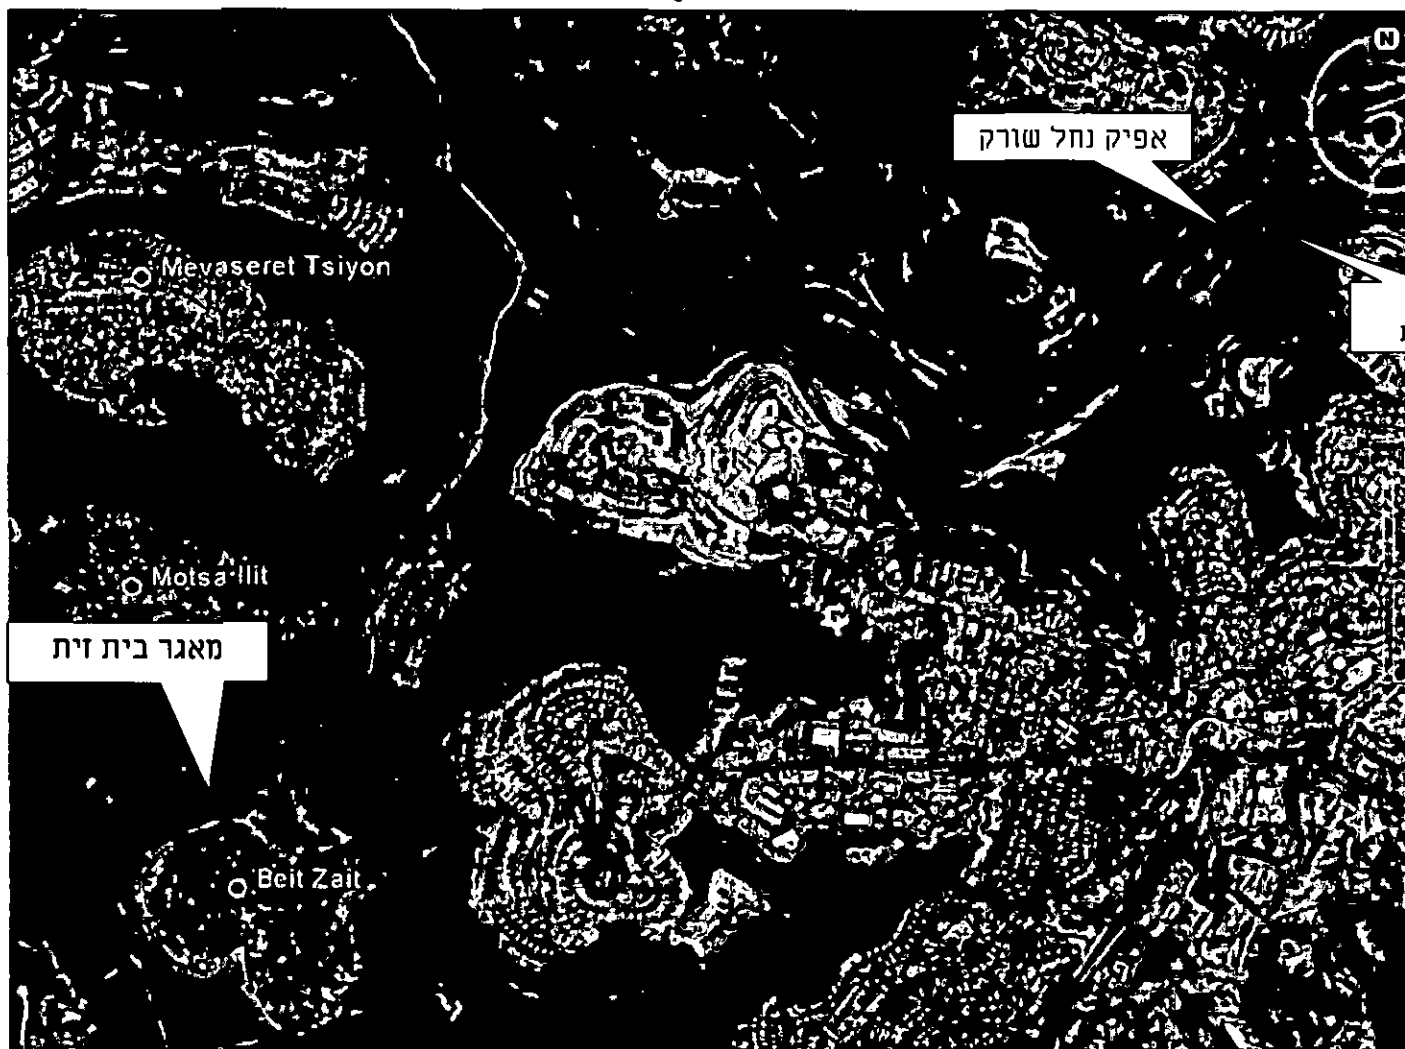 N
אפיק נחל שורק
Mevaseret Tsiyon
ת
Motsa Ilit
מאגר בית זית
Beit Zait